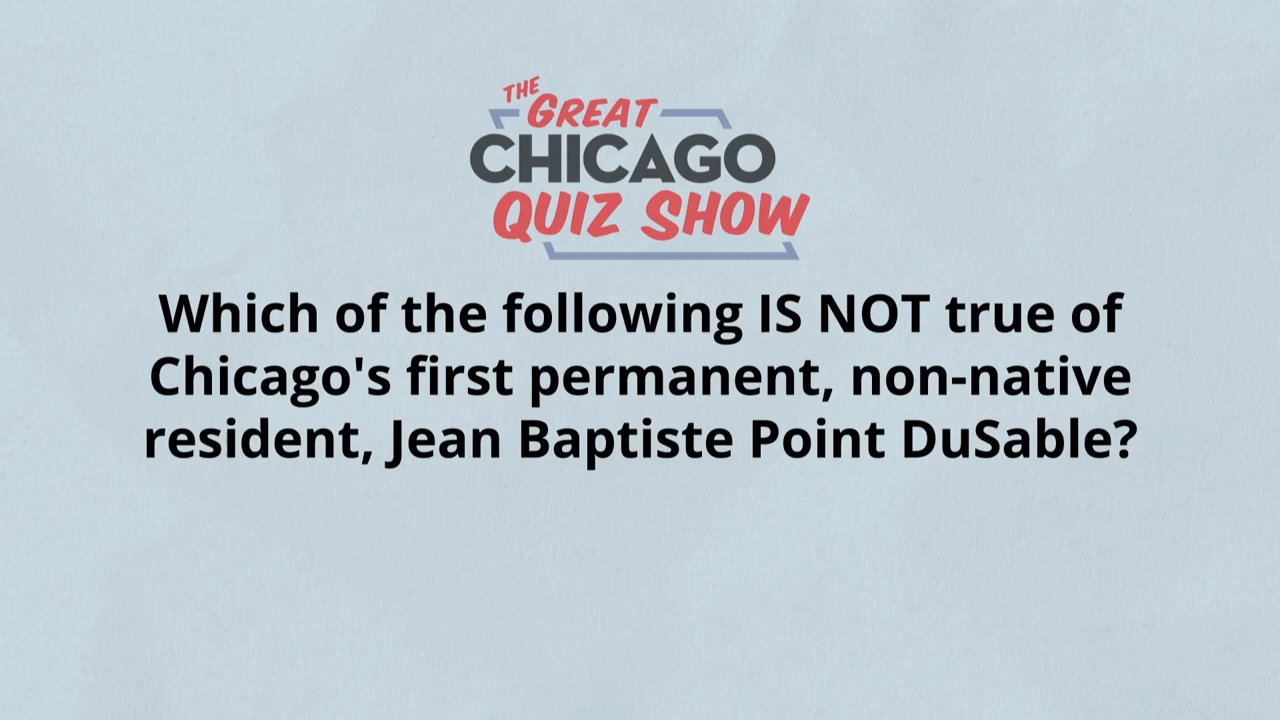 THE
GREAT
CHICAGO
QUIZ SHOW
Which of the following IS NOT true of
Chicago's first permanent, non-native
resident, Jean Baptiste Point DuSable?